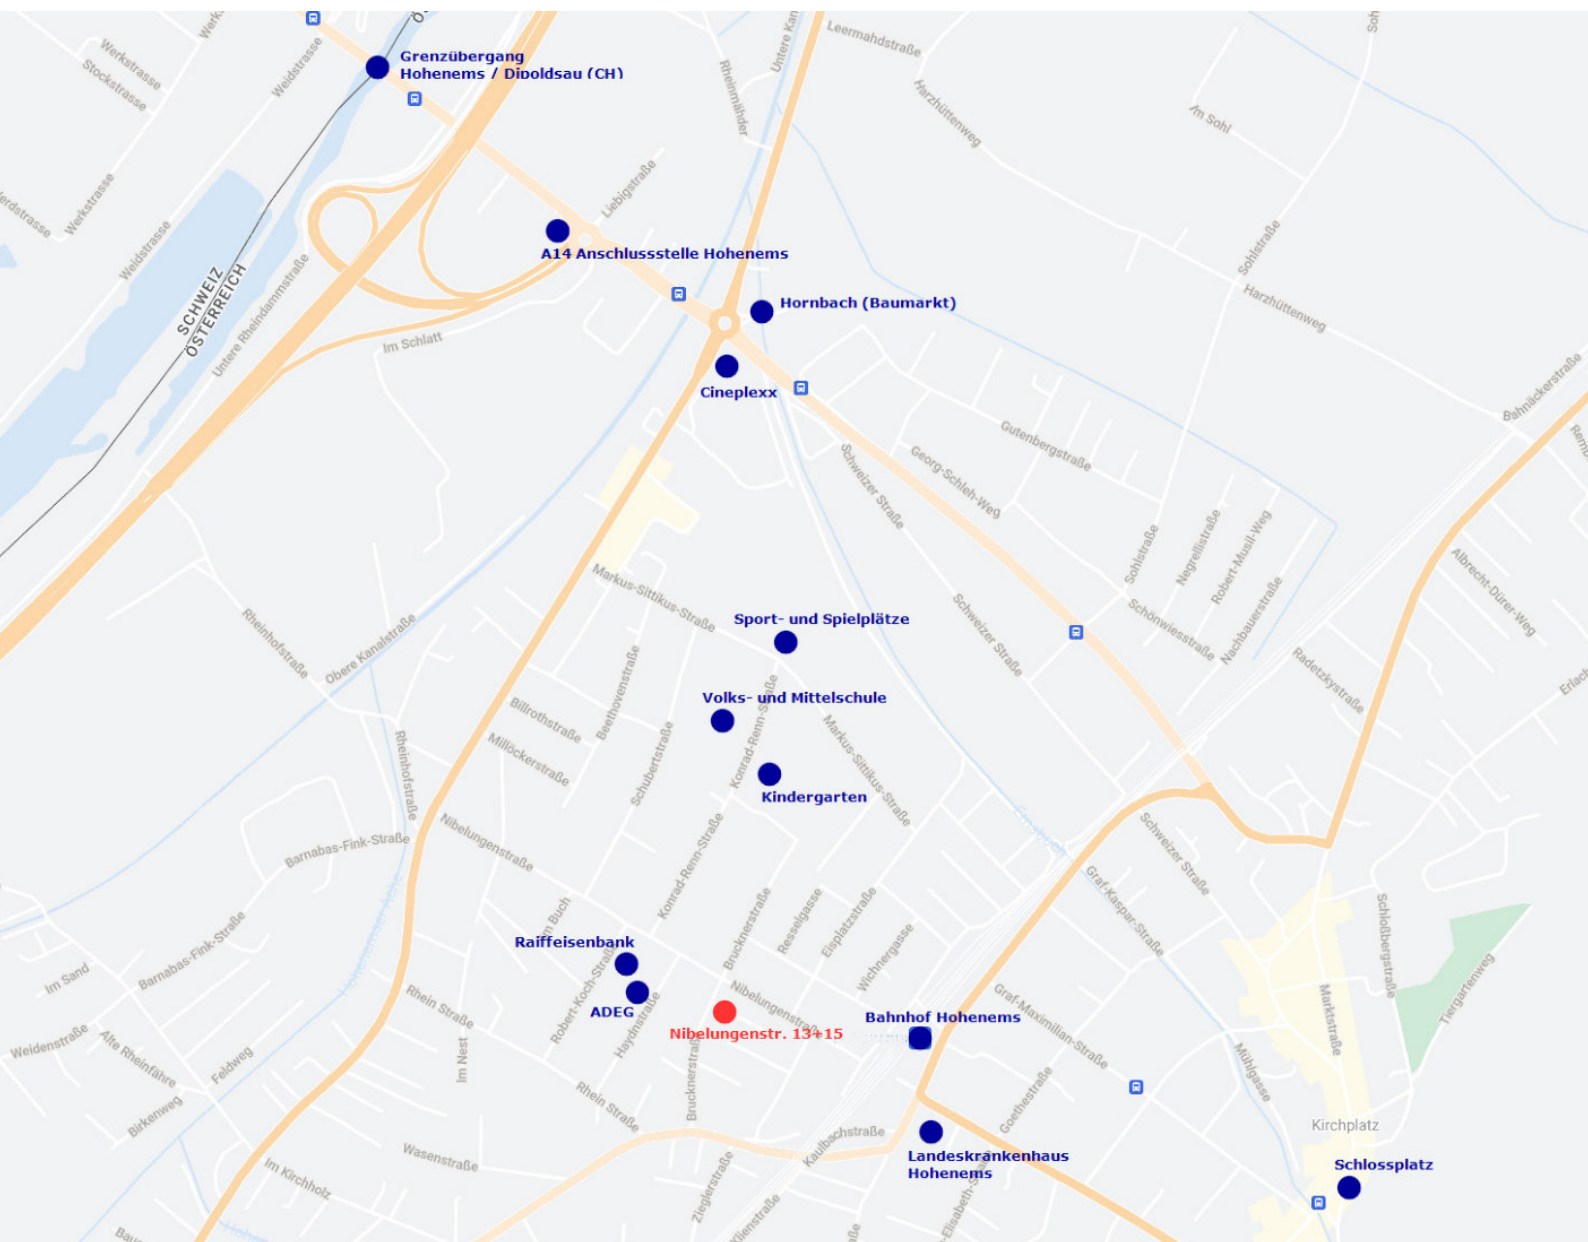 Grenzübergang
Hohenems / Dipoldsau (CH)
Leermahdstraße
Werkstrasse
Stockstrasse
Weidstrasse
Rheinmähder
Harzhüttenweg
Im Sohl
Werkstrasse
Weidstrasse
Liebigstraße
A14 Anschlussstelle Hohenems
Sohlstraße
SCHWEIZ
ÖSTERREICH
Untere Rheindammstraße
Hornbach (Baumarkt)
Harzhüttenweg
Im Schlatt
Cineplexx
Bahnäckerstraße
Gutenbergstraße
Georg-Schleh-Weg
Schweizer Straße
Sohlstraße
Negrellistraße
Robert-Musil-Weg
Nachbauerstraße
Albrecht-Dürer-Weg
Markus-Sittikus-Straße
Schweizer Straße
Schönwiesstraße
Rheinhofstraße
Obere Kanalstraße
Sport- und Spielplätze
Radetzkystraße
Beethovenstraße
Volks- und Mittelschule
Billrothstraße
Millöckerstraße
Schubertstraße
Konrad-Renn-Straße
Markus-Sittikus-Straße
Rheinhofstraße
Kindergarten
Nibelungenstraße
Barnabas-Fink-Straße
Konrad-Renn-Straße
Emsbach
Schweizer Straße
Graf-Kaspar-Straße
Schloßbergstraße
Barnabas-Fink-Straße
Brucknerstraße
Resselgasse
Eisplatzstraße
Wichnergasse
Raiffeisenbank
Robert-Koch-Straße
Haydnstraße
ADEG
Nibelungenstraße
Nibelungenstr. 13+15
Bahnhof Hohenems
Graf-Maximilian-Straße
Marktstraße
Tiergartenweg
Im Sand
Weidenstraße
Alte Rheinfähre
Feldweg
Birkenweg
Rhein Straße
Im Nest
Rhein Straße
Brucknerstraße
Goethestraße
Mühlgasse
Kirchplatz
Kaulbachstraße
Landeskrankenhaus
Hohenems
Schlossplatz
Wasenstraße
Im Kirchholz
Zieglerstraße